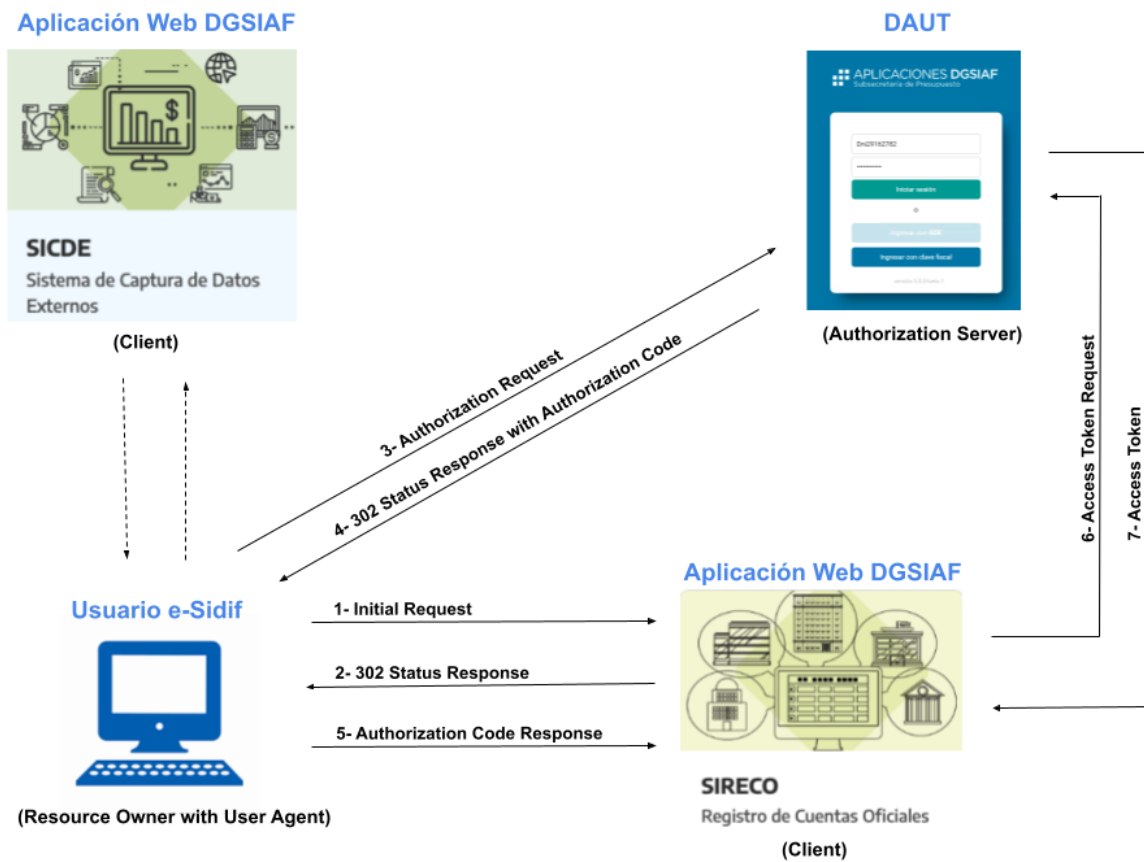 Aplicación Web DGSIAF
SICDE
Sistema de Captura de Datos
Externos
(Client)
DAUT
APLICACIONES DGSIAF
Subsecretaría de Presupuesto
Dni29162782
Iniciar sesión
Ingresar con
Ingresar con clave fiscal
(Authorization Server)
3- Authorization Request
4- 302 Status Response with Authorization Code
6- Access Token Request
7- Access Token
Usuario e-Sidif
(Resource Owner with User Agent)
1- Initial Request
2- 302 Status Response
5- Authorization Code Response
Aplicación Web DGSIAF
SIRECO
Registro de Cuentas Oficiales
(Client)